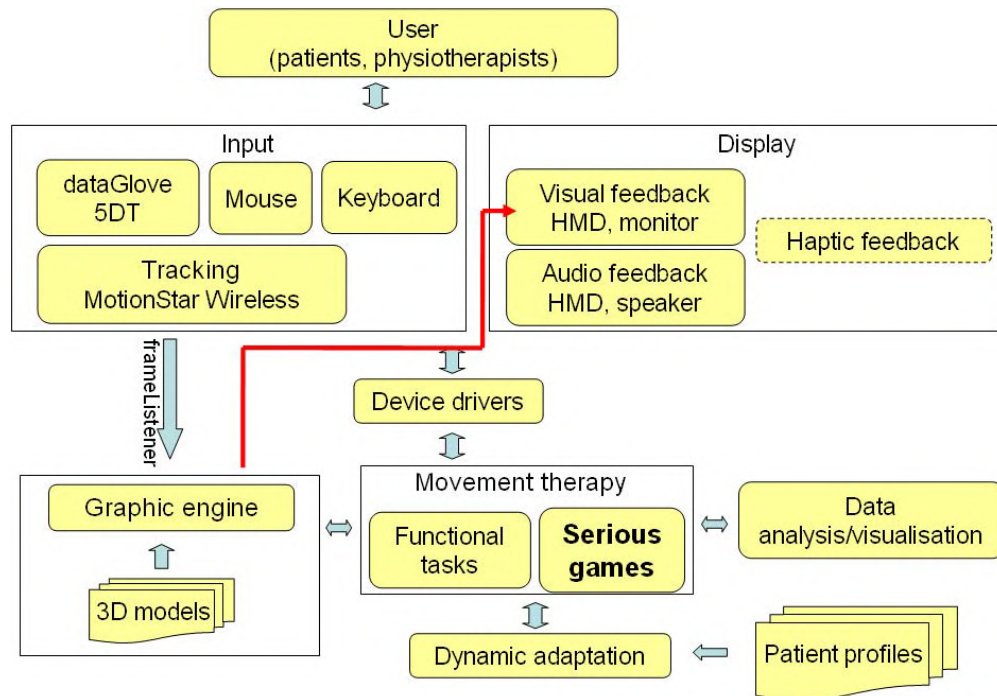 User
(patients, physiotherapists)
Input
dataGlove
5DT
Mouse
Keyboard
Tracking
MotionStar Wireless
Display
Visual feedback
HMD, monitor
Haptic feedback
Audio feedback
HMD, speaker
frameListener
Device drivers
Graphic engine
3D models
Movement therapy
Functional
tasks
Serious
games
Data
analysis/visualisation
Dynamic adaptation
Patient profiles